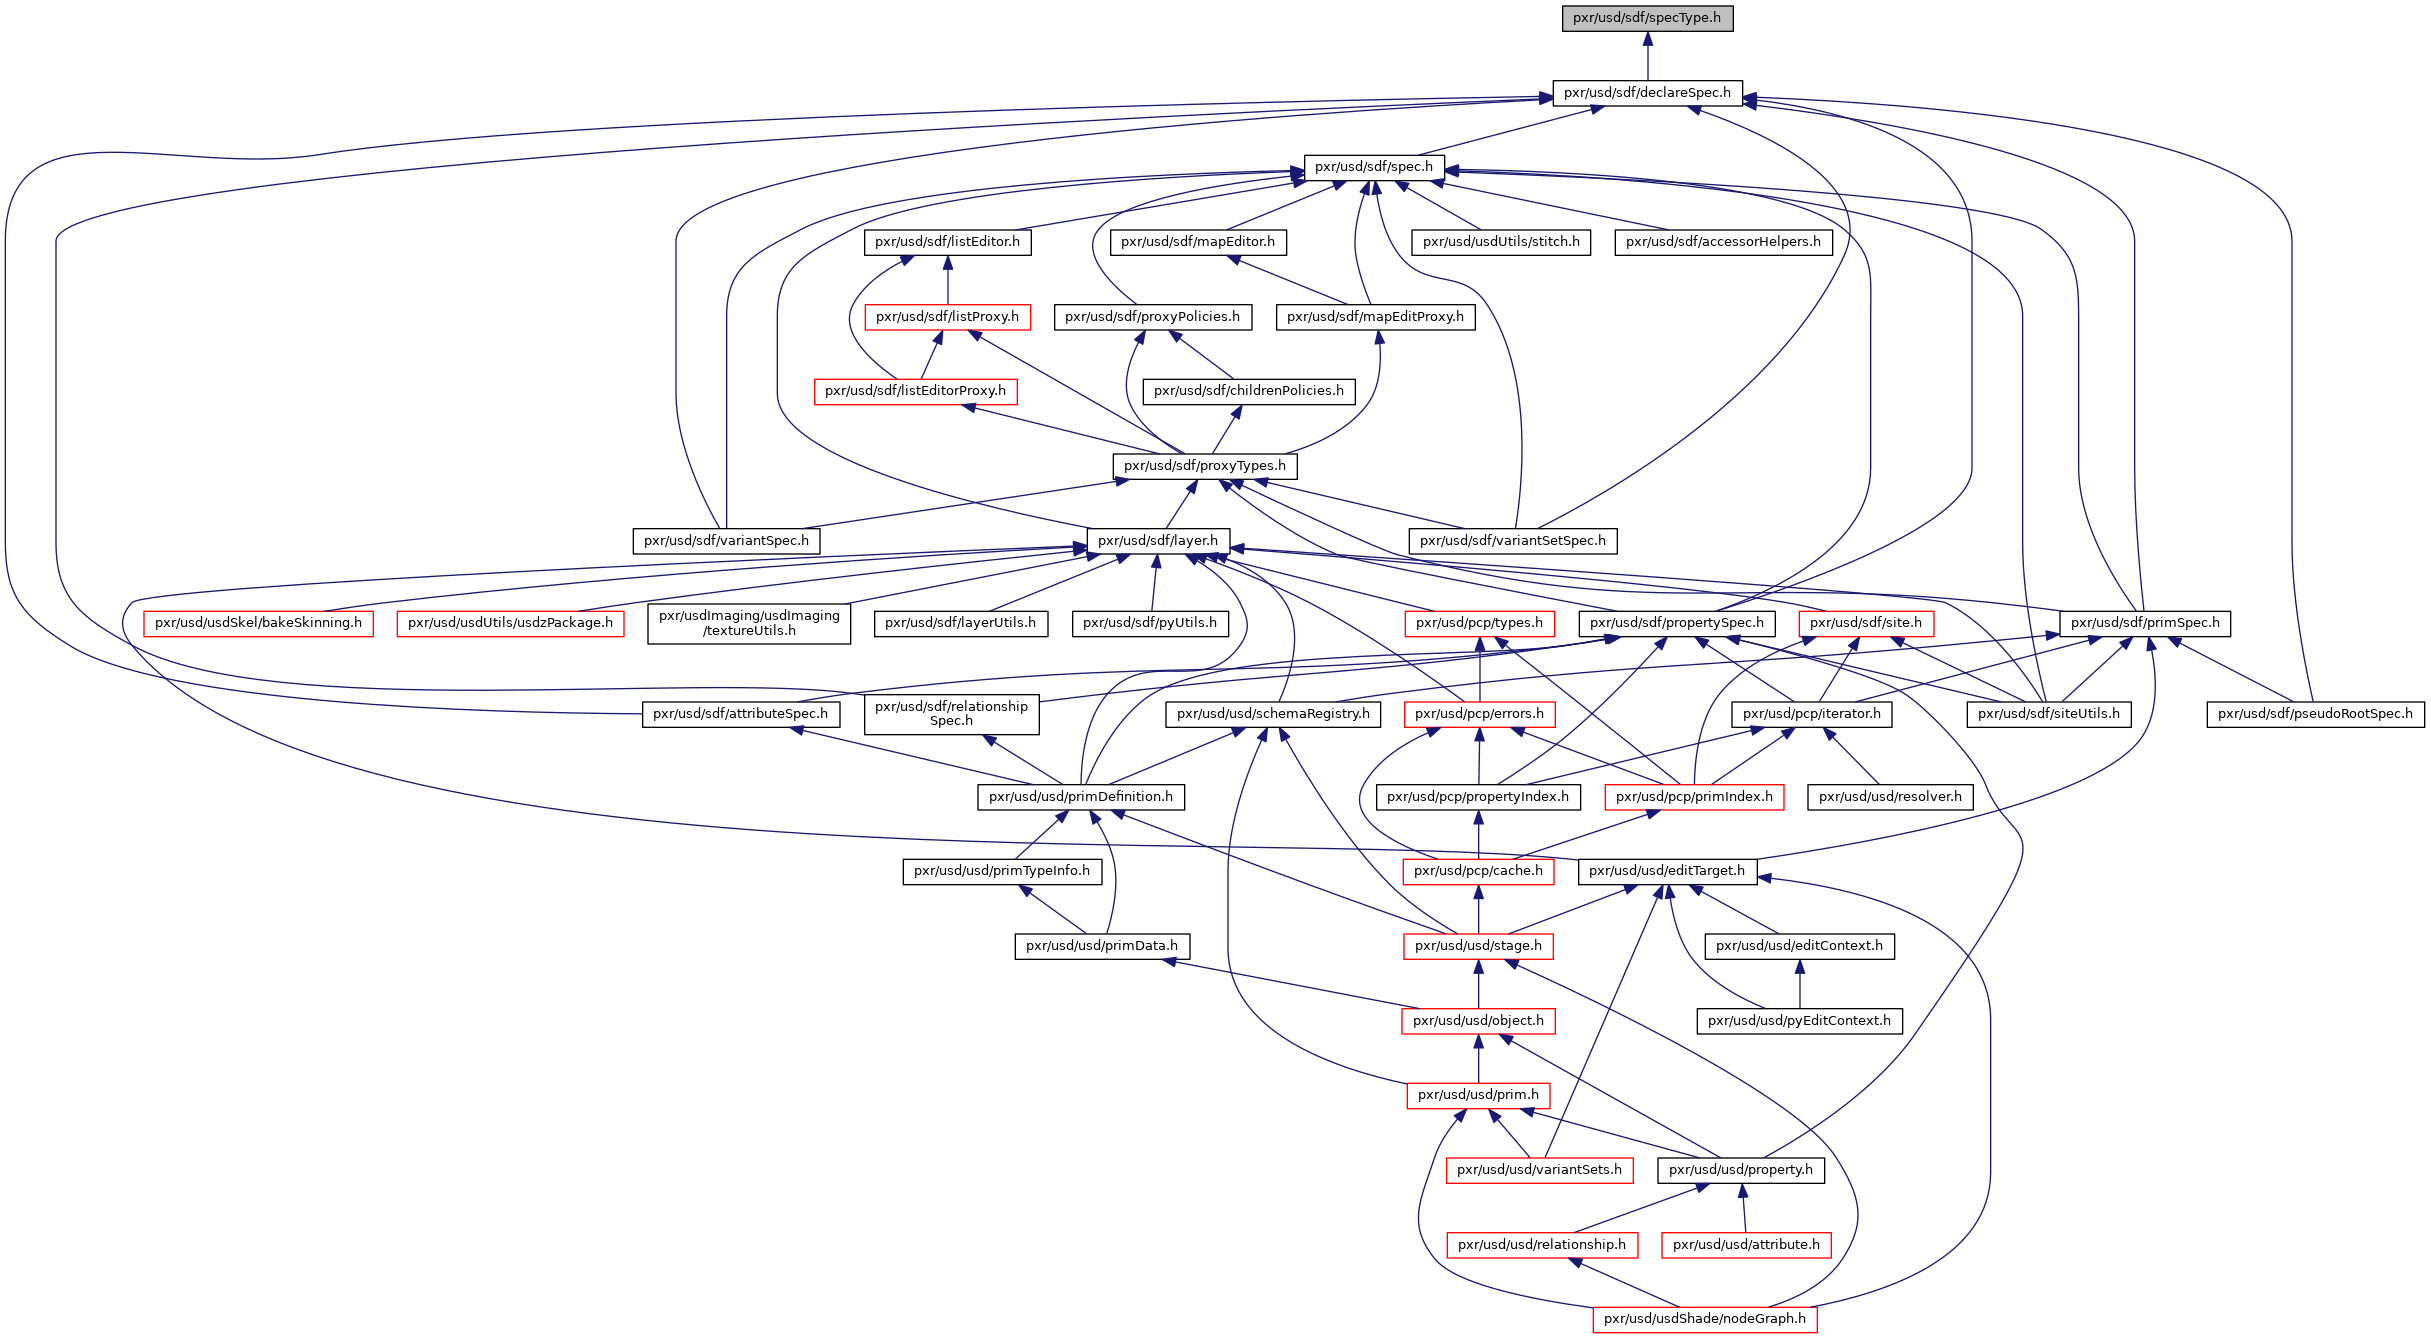 pxr/usd/sdf/specType.h
pxr/usd/sdf/declareSpec.h
pxr/usd/sdf/spec.h
pxr/usd/sdf/listEditor.h
pxr/usd/sdf/mapEditor.h
pxr/usd/usdUtils/stitch.h
pxr/usd/sdf/accessorHelpers.h
pxr/usd/sdf/listProxy.h
pxr/usd/sdf/proxyPolicies.h
pxr/usd/sdf/mapEditProxy.h
pxr/usd/sdf/listEditorProxy.h
pxr/usd/sdf/childrenPolicies.h
pxr/usd/sdf/proxyTypes.h
pxr/usd/sdf/variantSpec.h
pxr/usd/sdf/layer.h
pxr/usd/sdf/variantSetSpec.h
pxr/usd/usdSkel/bakeSkinning.h
pxr/usd/usdUtils/usdzPackage.h
pxr/usdImaging/usdImaging
/textureUtils.h
pxr/usd/sdf/layerUtils.h
pxr/usd/sdf/pyUtils.h
pxr/usd/pcp/types.h
pxr/usd/sdf/propertySpec.h
pxr/usd/sdf/site.h
pxr/usd/sdf/primSpec.h
pxr/usd/sdf/attributeSpec.h
pxr/usd/sdf/relationship
Spec.h
pxr/usd/usd/schemaRegistry.h
pxr/usd/pcp/errors.h
pxr/usd/pcp/iterator.h
pxr/usd/sdf/siteUtils.h
pxr/usd/sdf/pseudoRootSpec.h
pxr/usd/usd/primDefinition.h
pxr/usd/pcp/propertyIndex.h
pxr/usd/pcp/primIndex.h
pxr/usd/usd/resolver.h
pxr/usd/usd/primTypeInfo.h
pxr/usd/pcp/cache.h
pxr/usd/usd/editTarget.h
pxr/usd/usd/primData.h
pxr/usd/usd/stage.h
pxr/usd/usd/editContext.h
pxr/usd/usd/object.h
pxr/usd/usd/pyEditContext.h
pxr/usd/usd/prim.h
pxr/usd/usd/variantSets.h
pxr/usd/usd/property.h
pxr/usd/usd/relationship.h
pxr/usd/usd/attribute.h
pxr/usd/usdShade/nodeGraph.h